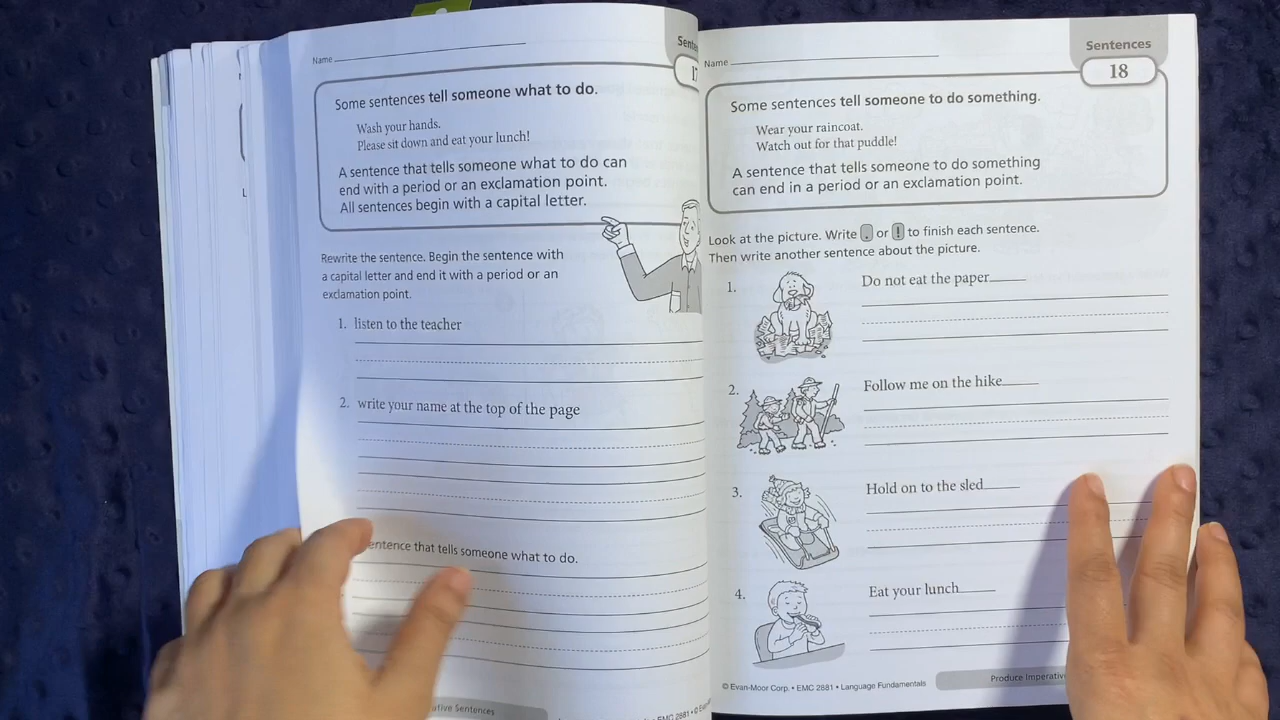 Name
Sentences
17
Some sentences tell someone what to do.
Wash your hands.
Please sit down and eat your lunch!
A sentence that tells someone what to do can
end with a period or an exclamation point.
All sentences begin with a capital letter.
Rewrite the sentence. Begin the sentence with
a capital letter and end it with a period or an
exclamation point.
1. listen to the teacher
2. write your name at the top of the page
sentence that tells someone what to do.
Sentences
EMC 2881 •
Name
Sentences
18
Some sentences tell someone to do something.
Wear your raincoat.
Watch out for that puddle!
A sentence that tells someone to do something
can end in a period or an exclamation point.
Look at the picture. Write . or ! to finish each sentence.
Then write another sentence about the picture.
1. Do not eat the paper
2. Follow me on the hike
3. Hold on to the sled
4. Eat your lunch
© Evan-Moor Corp. • EMC 2881 • Language Fundamentals
Produce Imperativ